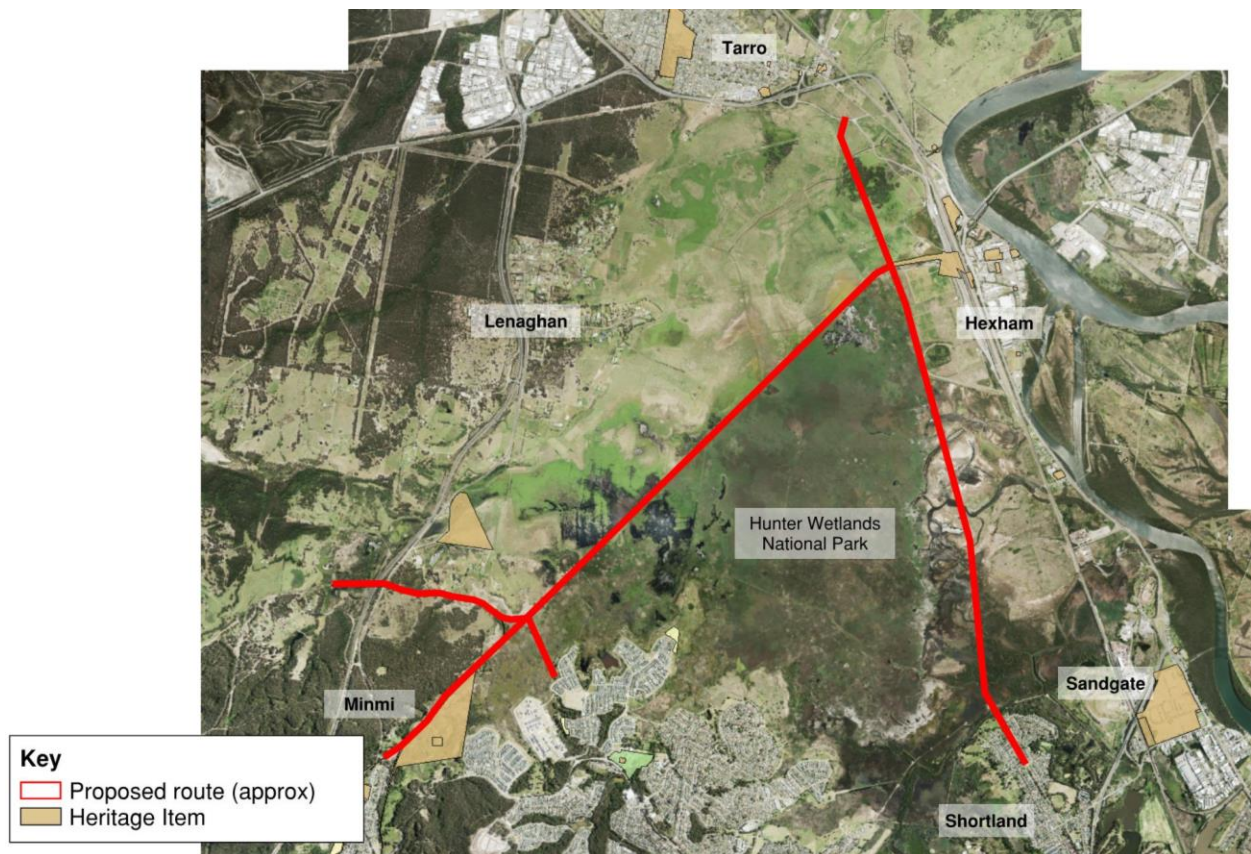 Tarro
Lenaghan
Hexham
Hunter Wetlands
National Park
Sandgate
Minmi
Shortland
Key
Proposed route (approx)
Heritage Item